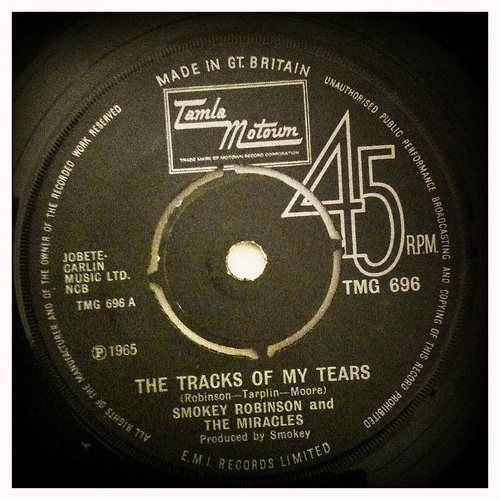 MADE IN GT. BRITAIN
UNAUTHORISED PUBLIC PERFORMANCE BROADCASTING AND COPYING OF THIS RECORD PROHIBITED
ALL RIGHTS OF THE MANUFACTURER AND OF THE OWNER OF THE RECORDED WORK RESERVED
Tamla
Motown
TRADE MARK OF MOTOWN RECORD CORPORATION
45
R.P.M.
TMG 696
JOBETE-
CARLIN
MUSIC LTD.
NCB
TMG 696 A
Ⓟ 1965
THE TRACKS OF MY TEARS
(Robinson—Tarplin—Moore)
SMOKEY ROBINSON and
THE MIRACLES
Produced by Smokey
E.M.I. RECORDS LIMITED